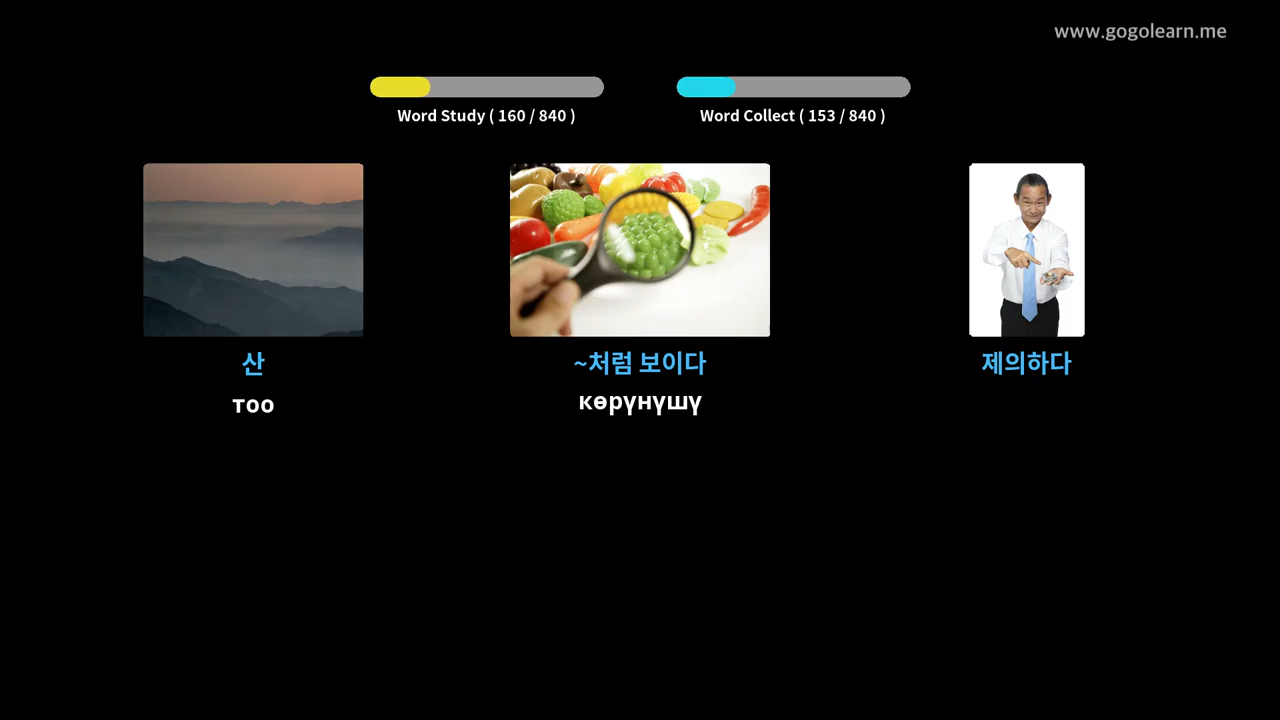 www.gogolearn.me
Word Study ( 160 / 840 )
Word Collect ( 153 / 840 )
산
~처럼 보이다
제의하다
тоо
көрүнүшү